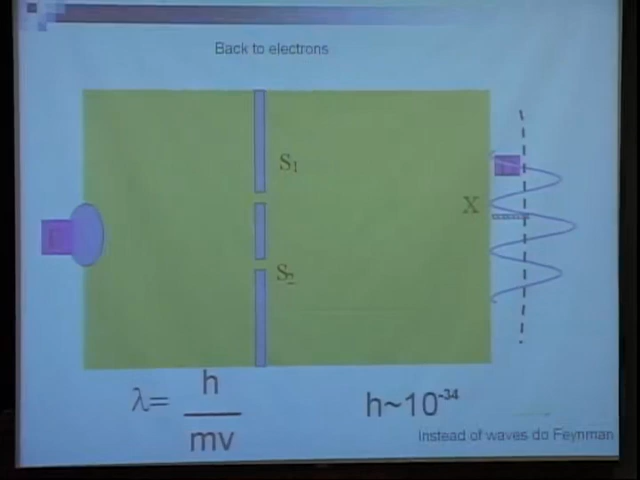 Back to electrons
S1
X
S2
λ= h/mv
h~10^-34
Instead of waves do Feynman